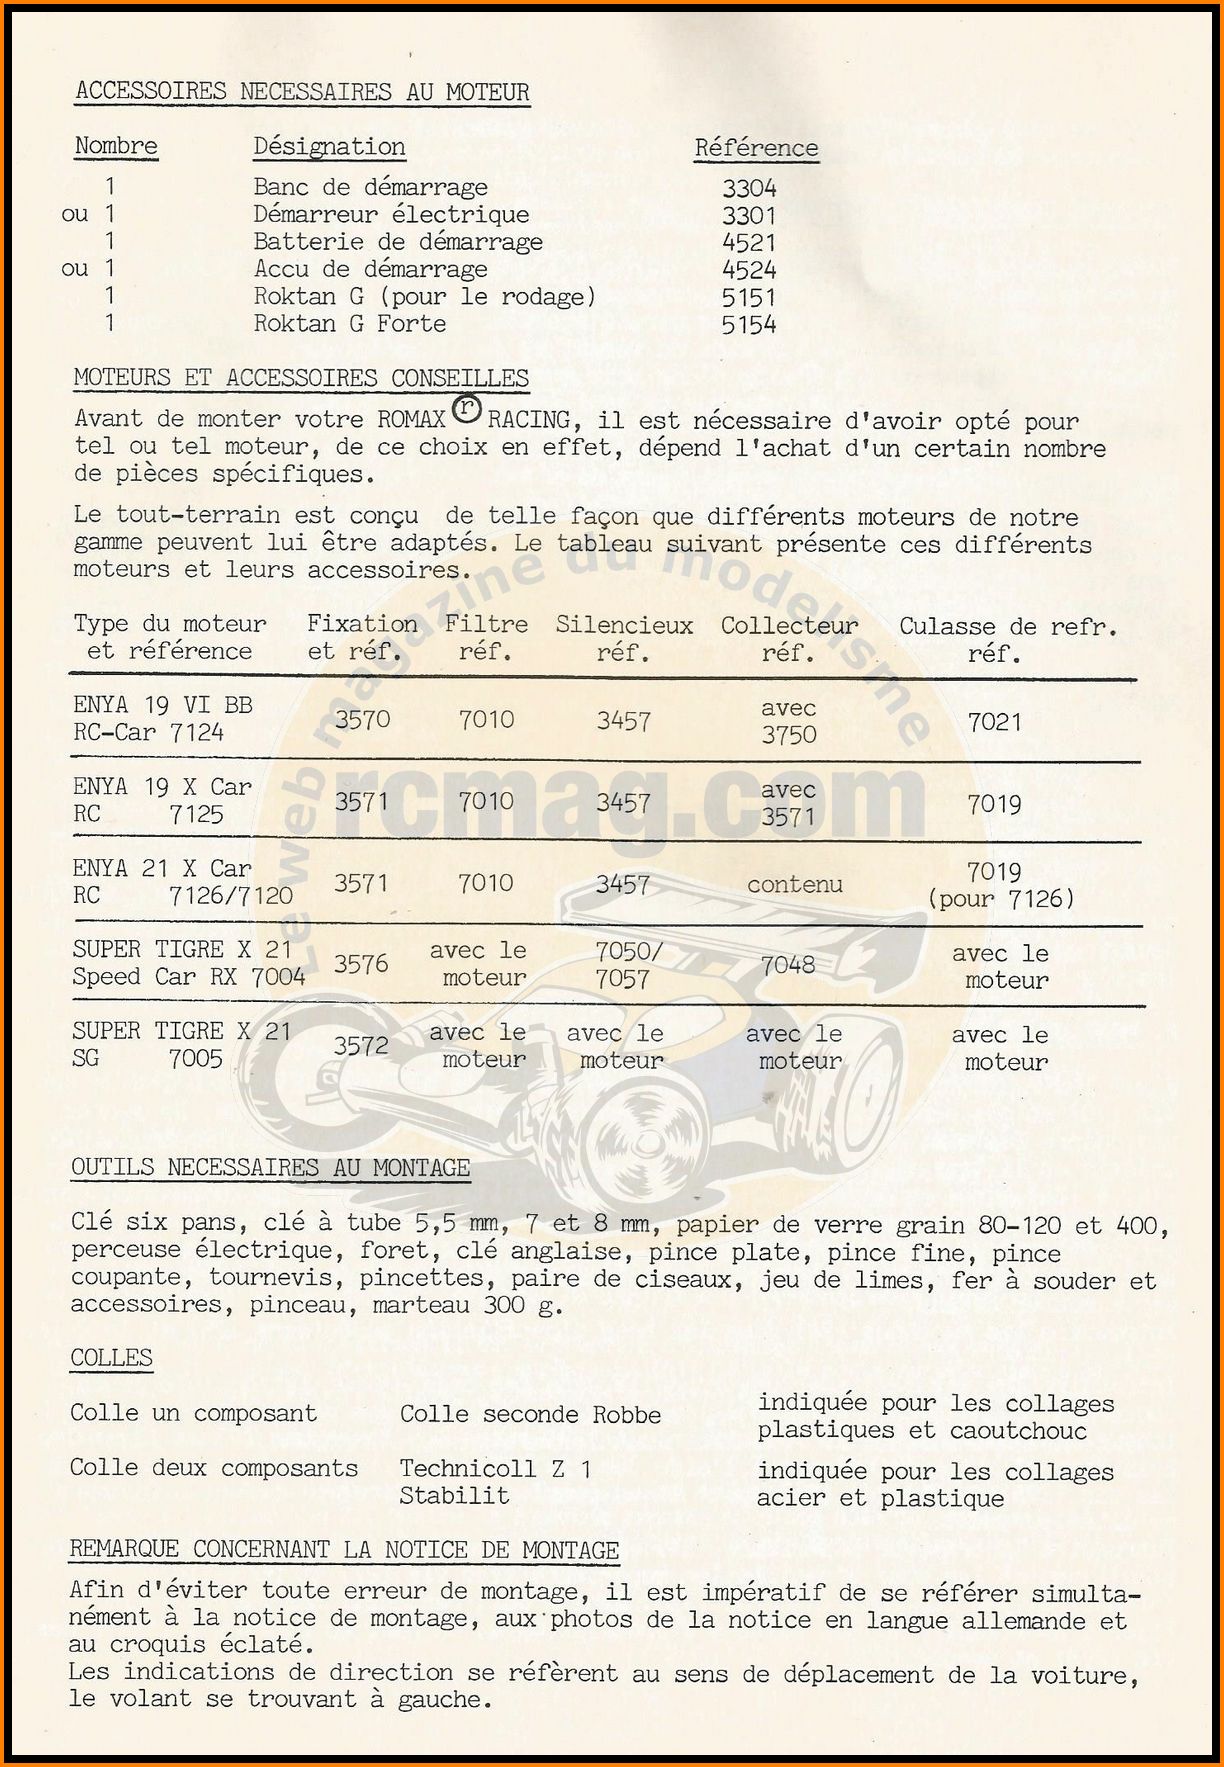 ACCESSOIRES NECESSAIRES AU MOTEUR
Nombre Désignation Référence
1 Banc de démarrage 3304
ou 1 Démarreur électrique 3301
1 Batterie de démarrage 4521
ou 1 Accu de démarrage 4524
1 Roktan G (pour le rodage) 5151
1 Roktan G Forte 5154
MOTEURS ET ACCESSOIRES CONSEILLES
Avant de monter votre ROMAX ⓡ RACING, il est nécessaire d'avoir opté pour
tel ou tel moteur, de ce choix en effet, dépend l'achat d'un certain nombre
de pièces spécifiques.
Le tout-terrain est conçu de telle façon que différents moteurs de notre
gamme peuvent lui être adaptés. Le tableau suivant présente ces différents
moteurs et leurs accessoires.
Type du moteur Fixation Filtre Silencieux Collecteur Culasse de refr.
et référence et réf. réf. réf. réf. réf.
ENYA 19 VI BB avec
3570 7010 3457 7021
RC-Car 7124 3750
ENYA 19 X Car avec
3571 7010 3457 7019
RC 7125 3571
ENYA 21 X Car 7019
3571 7010 3457 contenu
RC 7126/7120 (pour 7126)
SUPER TIGRE X 21 avec le 7050/ avec le
3576 7048
Speed Car RX 7004 moteur 7057 moteur
SUPER TIGRE X 21 avec le avec le avec le avec le
3572
SG 7005 moteur moteur moteur moteur
Le web magazine du modelisme
rcmag.com
OUTILS NECESSAIRES AU MONTAGE
Clé six pans, clé à tube 5,5 mm, 7 et 8 mm, papier de verre grain 80-120 et 400,
perceuse électrique, foret, clé anglaise, pince plate, pince fine, pince
coupante, tournevis, pincettes, paire de ciseaux, jeu de limes, fer à souder et
accessoires, pinceau, marteau 300 g.
COLLES
Colle un composant Colle seconde Robbe indiquée pour les collages
plastiques et caoutchouc
Colle deux composants Technicoll Z 1 indiquée pour les collages
Stabilit acier et plastique
REMARQUE CONCERNANT LA NOTICE DE MONTAGE
Afin d'éviter toute erreur de montage, il est impératif de se référer simulta-
nément à la notice de montage, aux photos de la notice en langue allemande et
au croquis éclaté.
Les indications de direction se réfèrent au sens de déplacement de la voiture,
le volant se trouvant à gauche.